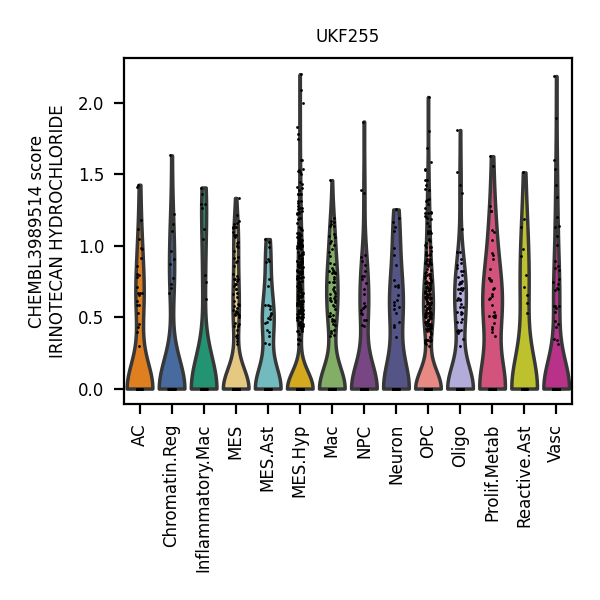 UKF255
CHEMBL3989514 score
IRINOTECAN HYDROCHLORIDE
2.0
1.5
1.0
0.5
0.0
AC
Chromatin.Reg
Inflammatory.Mac
MES
MES.Ast
MES.Hyp
Mac
NPC
Neuron
OPC
Oligo
Prolif.Metab
Reactive.Ast
Vasc